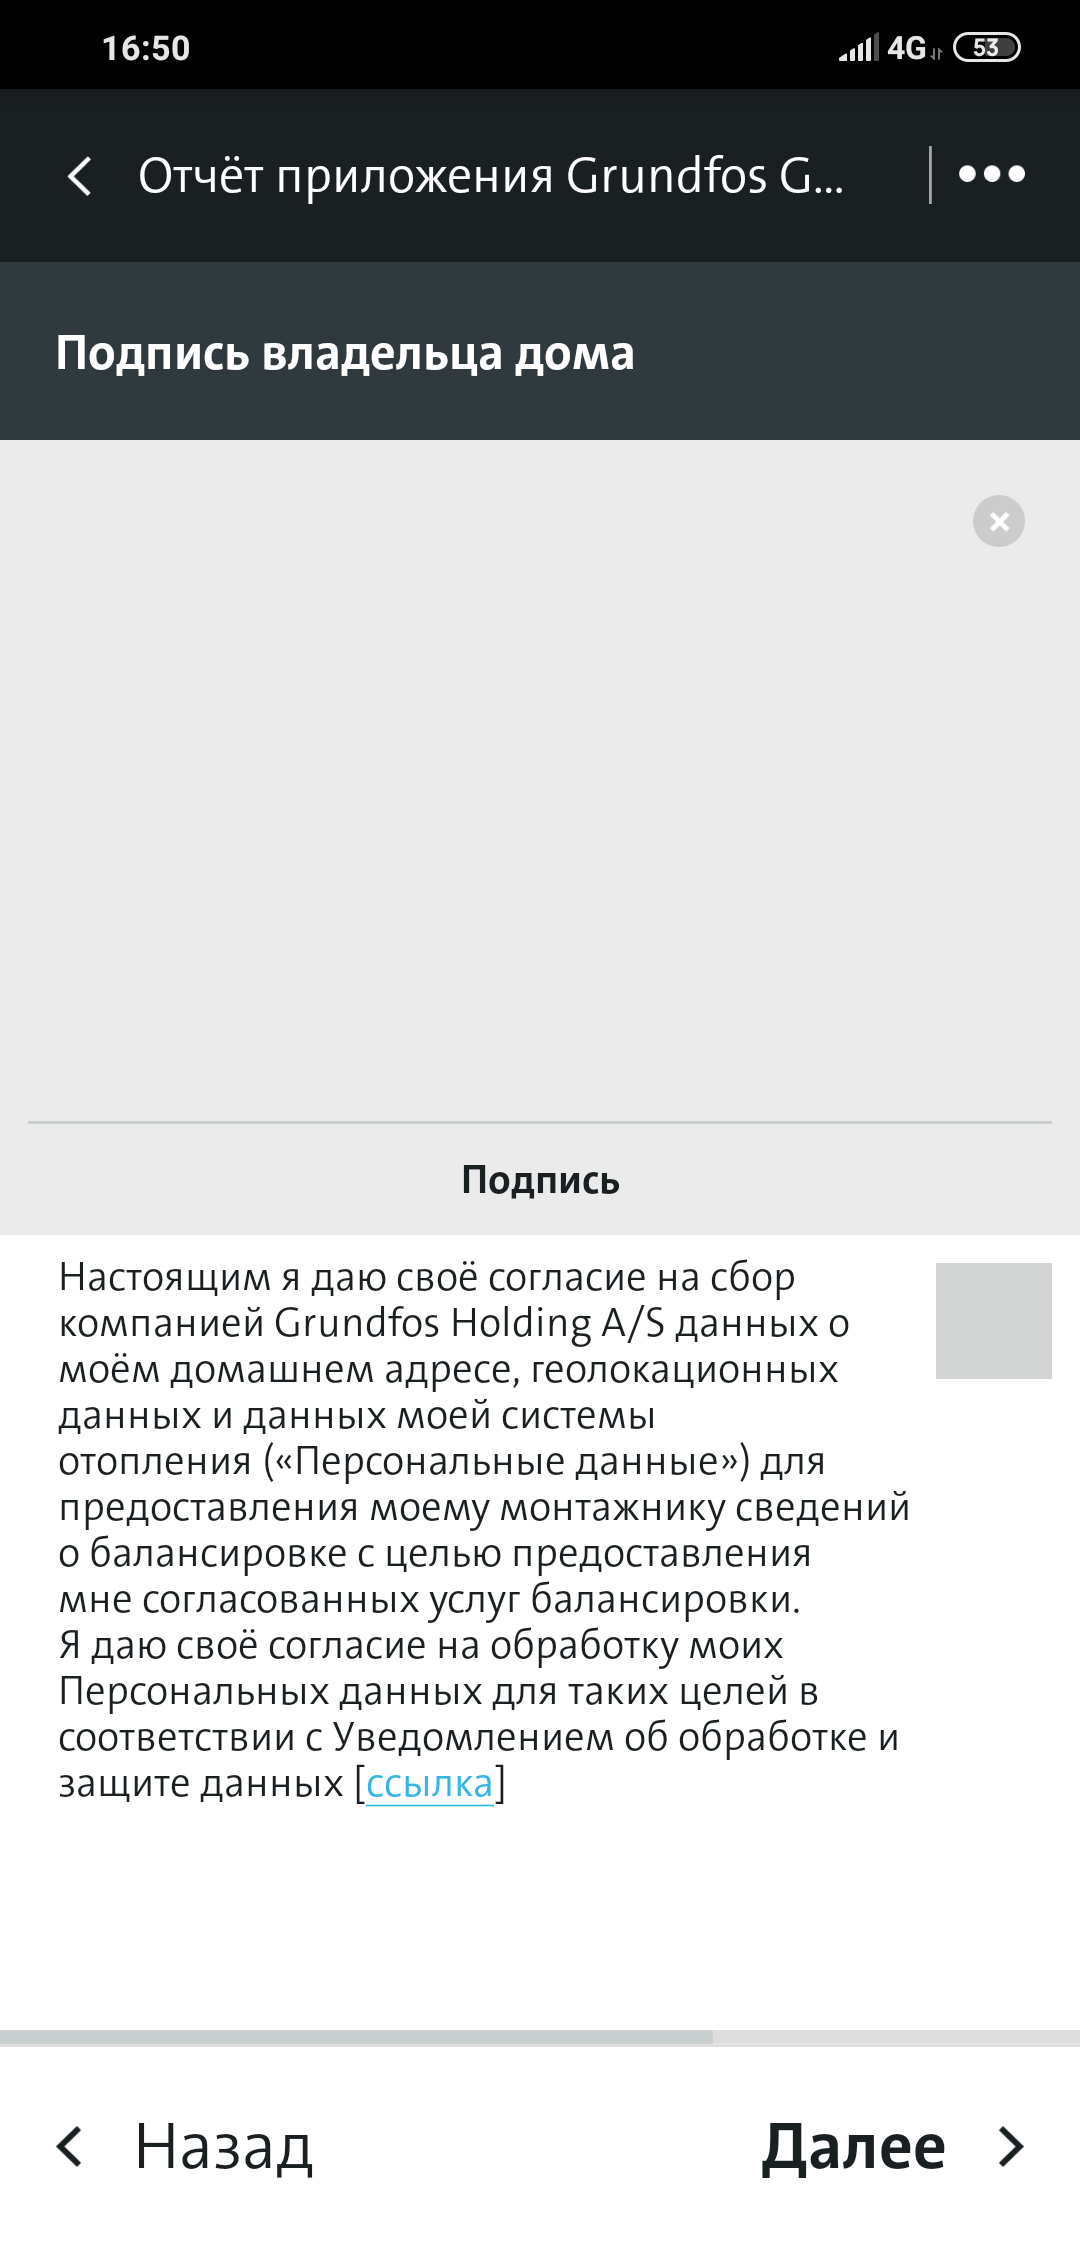 16:50
4G
53
Отчёт приложения Grundfos G...
Подпись владельца дома
Подпись
Настоящим я даю своё согласие на сбор
компанией Grundfos Holding A/S данных о
моём домашнем адресе, геолокационных
данных и данных моей системы
отопления («Персональные данные») для
предоставления моему монтажнику сведений
о балансировке с целью предоставления
мне согласованных услуг балансировки.
Я даю своё согласие на обработку моих
Персональных данных для таких целей в
соответствии с Уведомлением об обработке и
защите данных [ссылка]
Назад
Далее